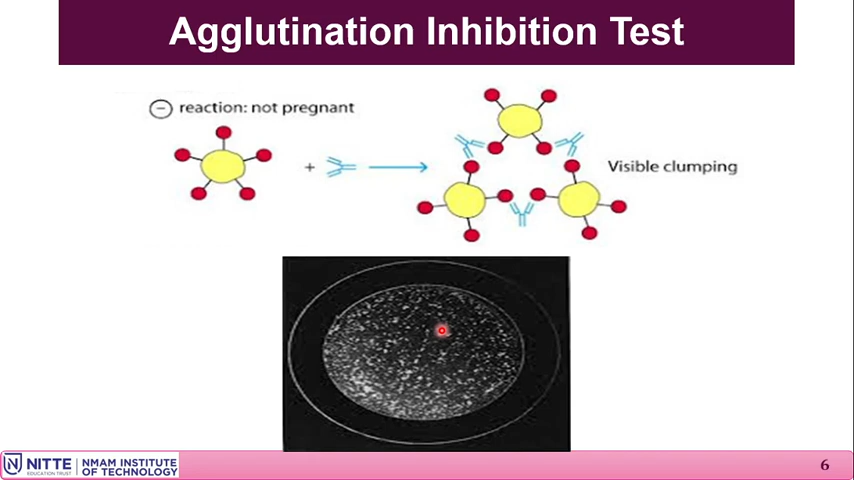 Agglutination Inhibition Test
− reaction: not pregnant
+
Visible clumping
NITTE
EDUCATION TRUST
NMAM INSTITUTE
OF TECHNOLOGY
6